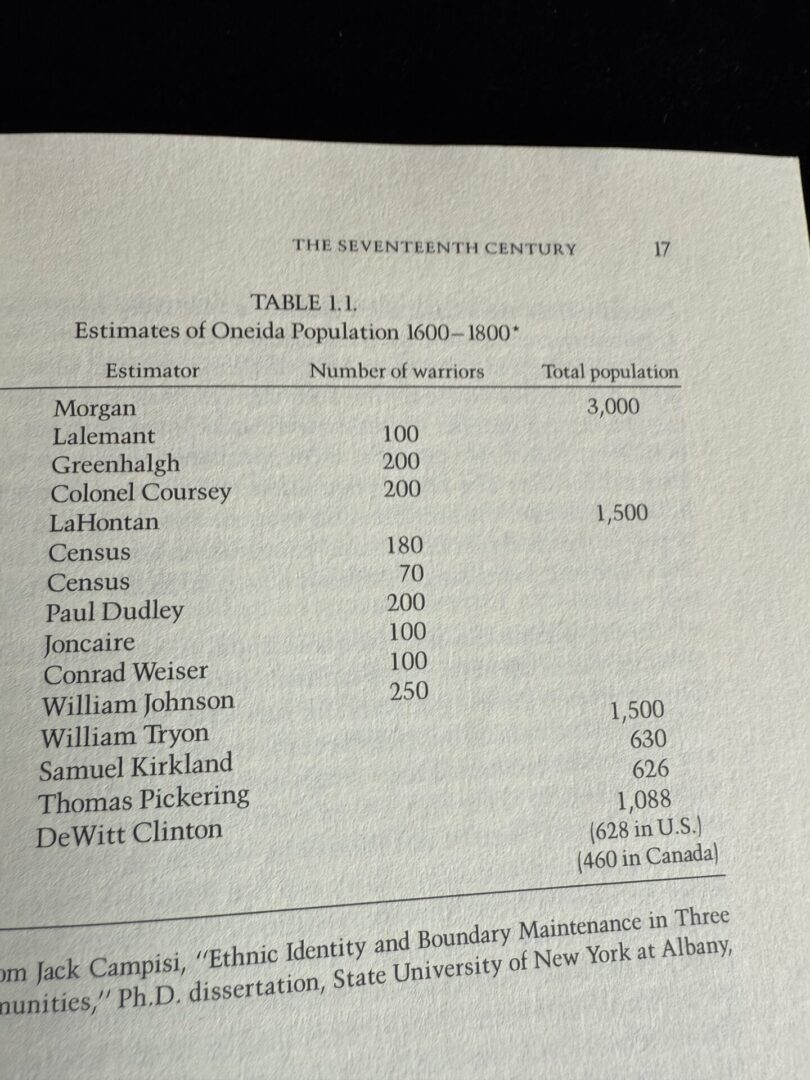 THE SEVENTEENTH CENTURY 17
TABLE 1.1.
Estimates of Oneida Population 1600–1800*
Estimator Number of warriors Total population
Morgan 3,000
Lalemant 100
Greenhalgh 200
Colonel Coursey 200
LaHontan 1,500
Census 180
Census 70
Paul Dudley 200
Joncaire 100
Conrad Weiser 100
William Johnson 250
William Tryon 1,500
Samuel Kirkland 630
Thomas Pickering 626
DeWitt Clinton 1,088
(628 in U.S.)
(460 in Canada)
om Jack Campisi, "Ethnic Identity and Boundary Maintenance in Three
nunities," Ph.D. dissertation, State University of New York at Albany,